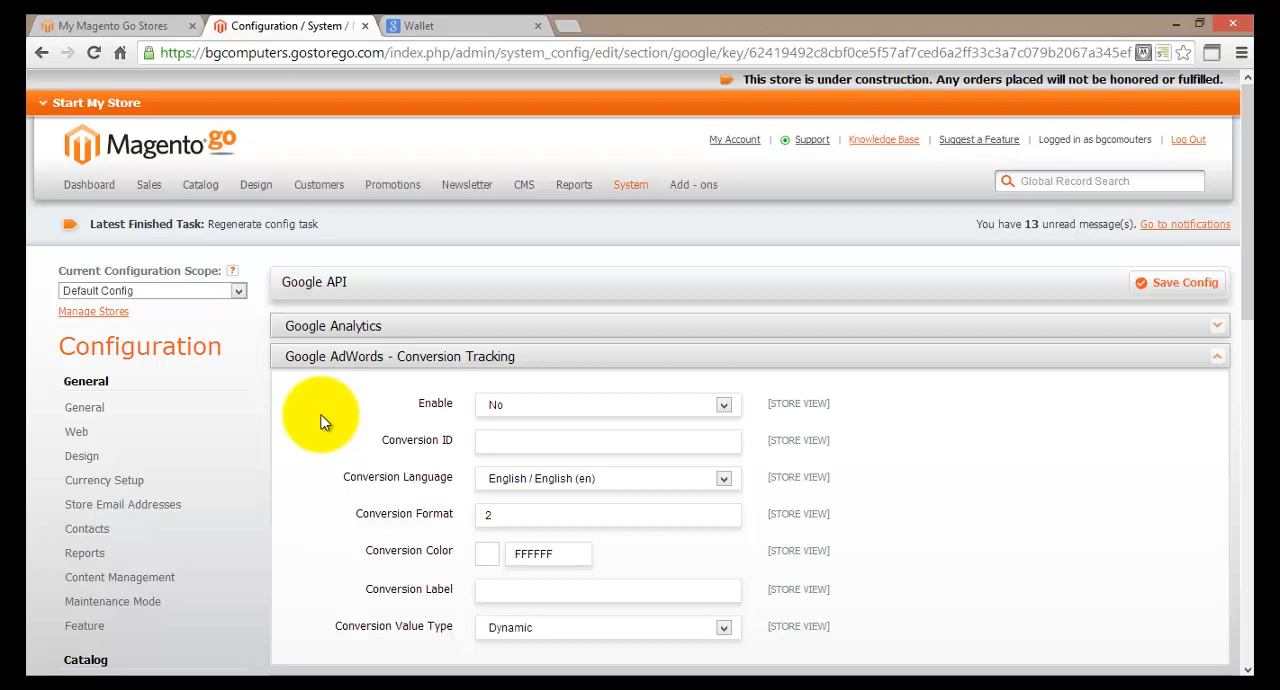 My Magento Go Stores
Configuration / System /
Wallet
https://bgcomputers.gostorego.com/index.php/admin/system_config/edit/section/google/key/62419492c8cbf0ce5f57af7ced6a2ff33c3a7c079b2067a345ef
This store is under construction. Any orders placed will not be honored or fulfilled.
Start My Store
Magento go
My Account | Support | Knowledge Base | Suggest a Feature | Logged in as bgcomouters | Log Out
Dashboard Sales Catalog Design Customers Promotions Newsletter CMS Reports System Add - ons
Global Record Search
Latest Finished Task: Regenerate config task
You have 13 unread message(s). Go to notifications
Current Configuration Scope: ?
Default Config
Manage Stores
Configuration
General
General
Web
Design
Currency Setup
Store Email Addresses
Contacts
Reports
Content Management
Maintenance Mode
Feature
Catalog
Google API
Save Config
Google Analytics
Google AdWords - Conversion Tracking
Enable No [STORE VIEW]
Conversion ID [STORE VIEW]
Conversion Language English / English (en) [STORE VIEW]
Conversion Format 2 [STORE VIEW]
Conversion Color FFFFFF [STORE VIEW]
Conversion Label [STORE VIEW]
Conversion Value Type Dynamic [STORE VIEW]